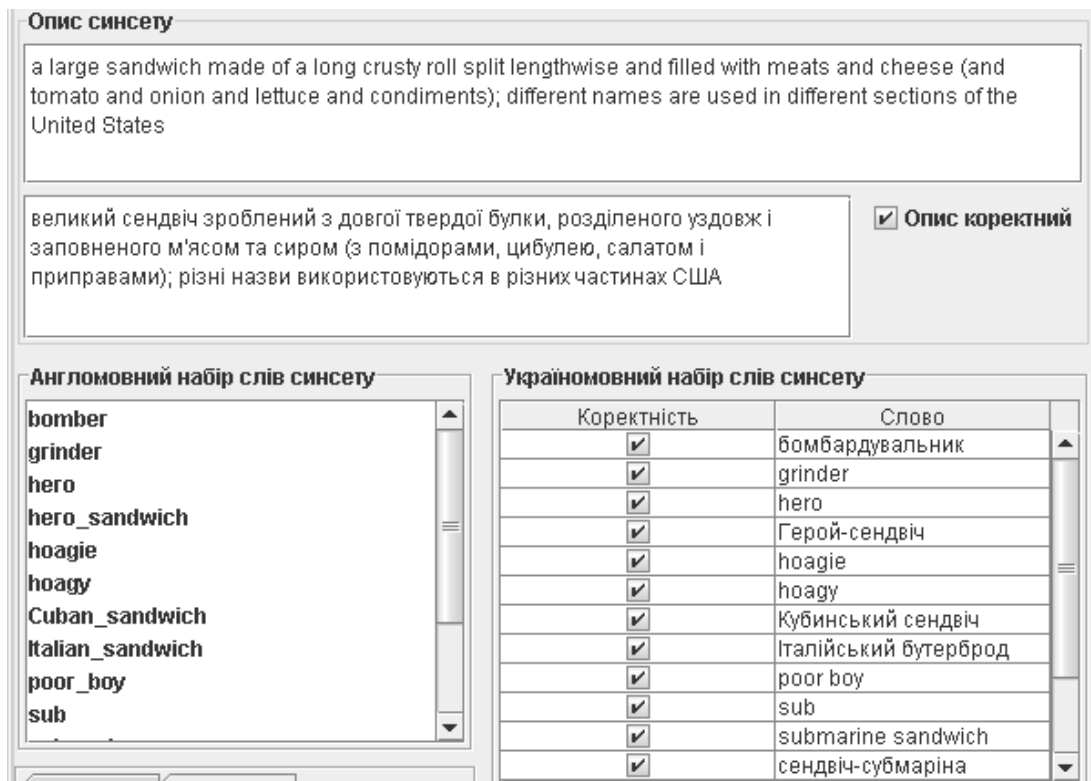 Опис синсету
a large sandwich made of a long crusty roll split lengthwise and filled with meats and cheese (and
tomato and onion and lettuce and condiments); different names are used in different sections of the
United States
великий сендвіч зроблений з довгої твердої булки, розділеного уздовж і
заповненого м'ясом та сиром (з помідорами, цибулею, салатом і
приправами); різні назви використовуються в різних частинах США
Опис коректний
Англомовний набір слів синсету
bomber
grinder
hero
hero_sandwich
hoagie
hoagy
Cuban_sandwich
Italian_sandwich
poor_boy
sub
Україномовний набір слів синсету
Коректність Слово
бомбардувальник
grinder
hero
Герой-сендвіч
hoagie
hoagy
Кубинський сендвіч
Італійський бутерброд
poor boy
sub
submarine sandwich
сендвіч-субмаріна